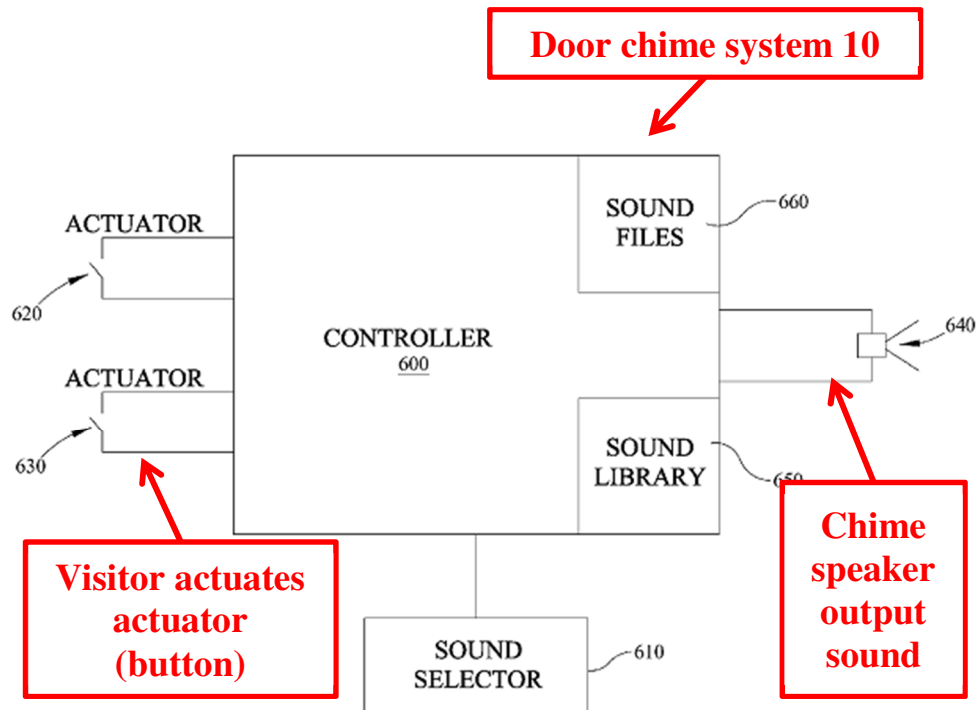 Door chime system 10
ACTUATOR
620
ACTUATOR
630
CONTROLLER
600
SOUND
FILES
660
640
SOUND
LIBRARY
650
Visitor actuates
actuator
(button)
SOUND
SELECTOR
610
Chime
speaker
output
sound